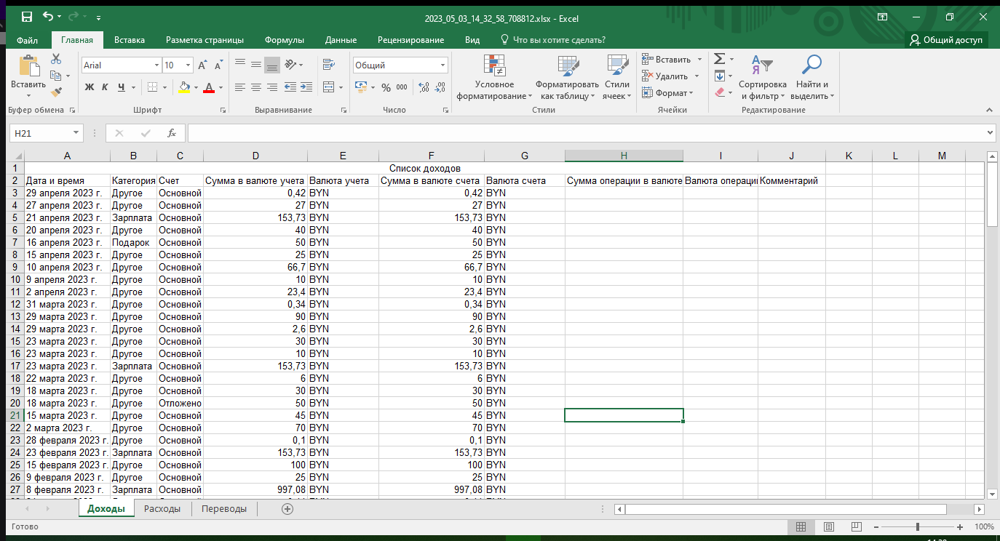 2023_05_03_14_32_58_708812.xlsx - Excel
Файл Главная Вставка Разметка страницы Формулы Данные Рецензирование Вид Что вы хотите сделать? Общий доступ
Вставить
Буфер обмена
Arial 10
Ж К Ч
Шрифт
Выравнивание
Общий
% 000
Число
Условное форматирование
Форматировать как таблицу
Стили ячеек
Стили
Вставить
Удалить
Формат
Ячейки
Сортировка и фильтр
Найти и выделить
Редактирование
H21 fx
A B C D E F G H I J K L M
1 Список доходов
2 Дата и время Категория Счет Сумма в валюте учета Валюта учета Сумма в валюте счета Валюта счета Сумма операции в валюте Валюта операци Комментарий
3 29 апреля 2023 г. Другое Основной 0,42 BYN 0,42 BYN
4 27 апреля 2023 г. Другое Основной 27 BYN 27 BYN
5 21 апреля 2023 г. Зарплата Основной 153,73 BYN 153,73 BYN
6 20 апреля 2023 г. Другое Основной 40 BYN 40 BYN
7 16 апреля 2023 г. Подарок Основной 50 BYN 50 BYN
8 15 апреля 2023 г. Другое Основной 25 BYN 25 BYN
9 10 апреля 2023 г. Другое Основной 66,7 BYN 66,7 BYN
10 9 апреля 2023 г. Другое Основной 10 BYN 10 BYN
11 2 апреля 2023 г. Другое Основной 23,4 BYN 23,4 BYN
12 31 марта 2023 г. Другое Основной 0,34 BYN 0,34 BYN
13 29 марта 2023 г. Другое Основной 90 BYN 90 BYN
14 29 марта 2023 г. Другое Основной 2,6 BYN 2,6 BYN
15 23 марта 2023 г. Другое Основной 30 BYN 30 BYN
16 23 марта 2023 г. Другое Основной 10 BYN 10 BYN
17 23 марта 2023 г. Зарплата Основной 153,73 BYN 153,73 BYN
18 22 марта 2023 г. Другое Основной 6 BYN 6 BYN
19 18 марта 2023 г. Другое Основной 30 BYN 30 BYN
20 18 марта 2023 г. Другое Отложено 50 BYN 50 BYN
21 15 марта 2023 г. Другое Основной 45 BYN 45 BYN
22 2 марта 2023 г. Другое Основной 70 BYN 70 BYN
23 28 февраля 2023 г. Другое Основной 0,1 BYN 0,1 BYN
24 23 февраля 2023 г. Зарплата Основной 153,73 BYN 153,73 BYN
25 15 февраля 2023 г. Другое Основной 100 BYN 100 BYN
26 9 февраля 2023 г. Другое Основной 25 BYN 25 BYN
27 8 февраля 2023 г. Зарплата Основной 997,08 BYN 997,08 BYN
Доходы Расходы Переводы
Готово 100%